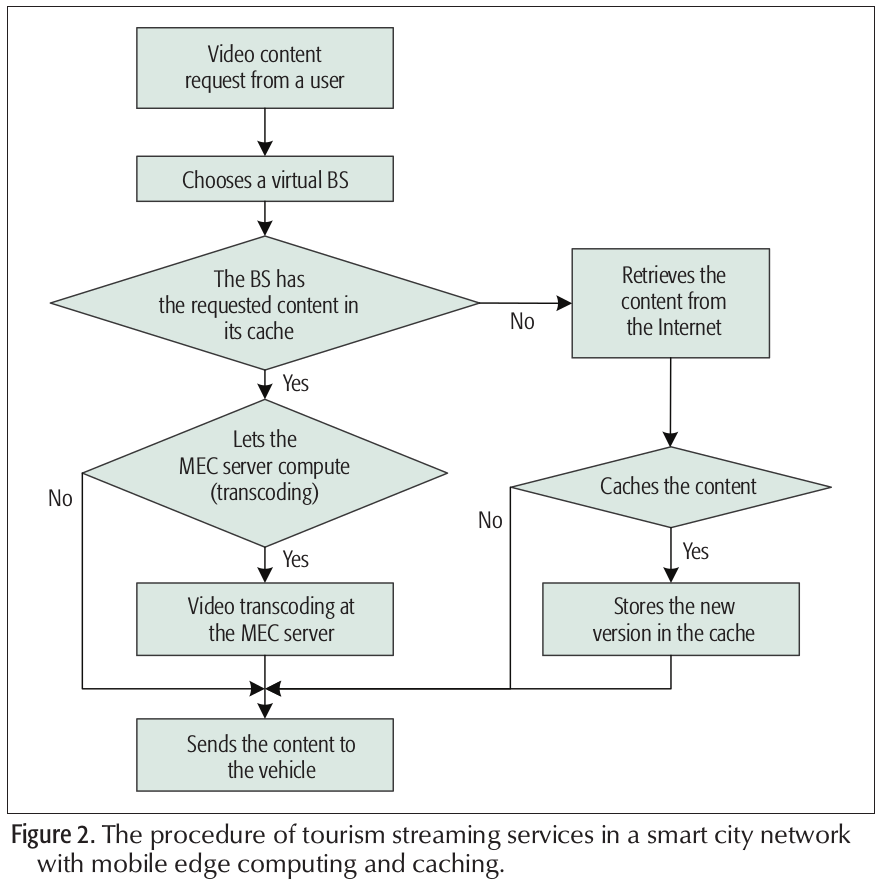 Video content
request from a user
Chooses a virtual BS
The BS has
the requested content in
its cache
No
Retrieves the
content from
the Internet
Yes
Lets the
MEC server compute
(transcoding)
No
Yes
Caches the content
No
Yes
Video transcoding at
the MEC server
Stores the new
version in the cache
Sends the content to
the vehicle
Figure 2. The procedure of tourism streaming services in a smart city network
with mobile edge computing and caching.